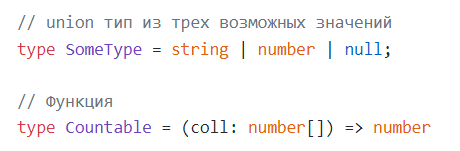 // union тип из трех возможных значений
type SomeType = string | number | null;
// Функция
type Countable = (coll: number[]) => number